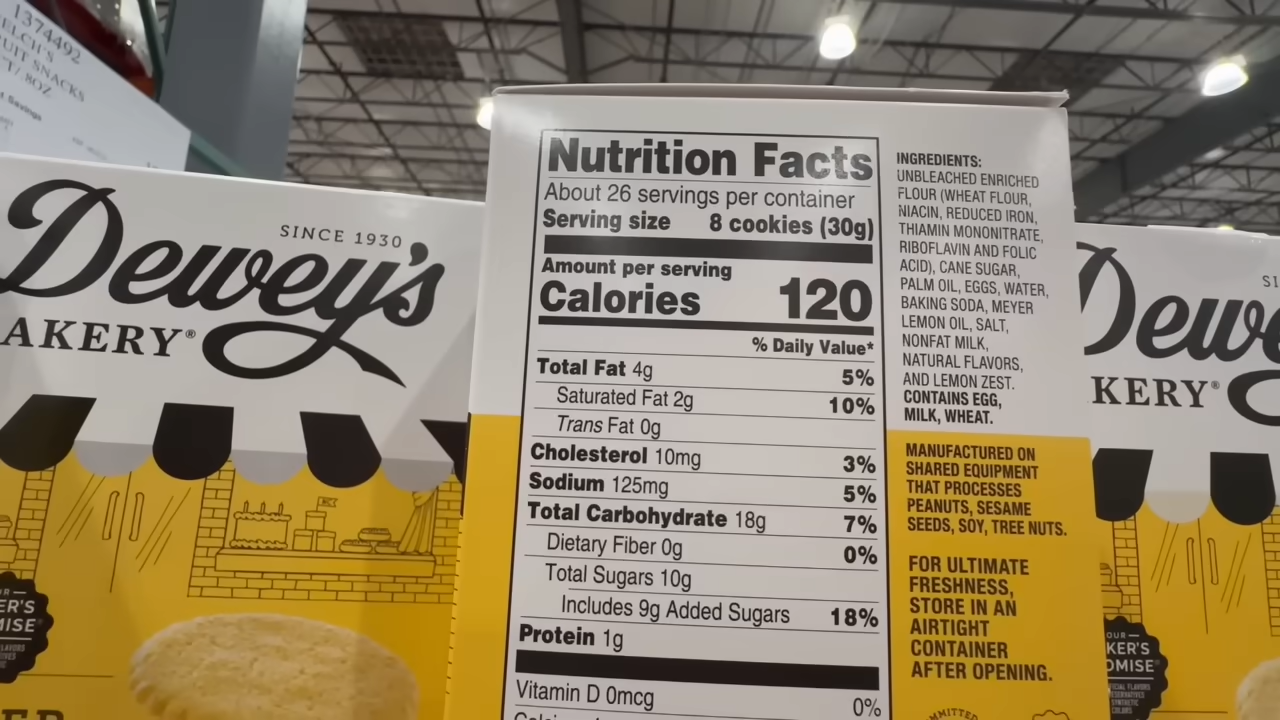 1374492
FRUIT SNACKS
Dewey's
SINCE 1930
AKERY®
Nutrition Facts
About 26 servings per container
Serving size 8 cookies (30g)
Amount per serving
Calories 120
% Daily Value*
Total Fat 4g 5%
Saturated Fat 2g 10%
Trans Fat 0g
Cholesterol 10mg 3%
Sodium 125mg 5%
Total Carbohydrate 18g 7%
Dietary Fiber 0g 0%
Total Sugars 10g
Includes 9g Added Sugars 18%
Protein 1g
Vitamin D 0mcg 0%
INGREDIENTS:
UNBLEACHED ENRICHED
FLOUR (WHEAT FLOUR,
NIACIN, REDUCED IRON,
THIAMIN MONONITRATE,
RIBOFLAVIN AND FOLIC
ACID), CANE SUGAR,
PALM OIL, EGGS, WATER,
BAKING SODA, MEYER
LEMON OIL, SALT,
NONFAT MILK,
NATURAL FLAVORS,
AND LEMON ZEST.
CONTAINS EGG,
MILK, WHEAT.
MANUFACTURED ON
SHARED EQUIPMENT
THAT PROCESSES
PEANUTS, SESAME
SEEDS, SOY, TREE NUTS.
FOR ULTIMATE
FRESHNESS,
STORE IN AN
AIRTIGHT
CONTAINER
AFTER OPENING.
Dewe
KERY®
OUR
KER'S
OMISE